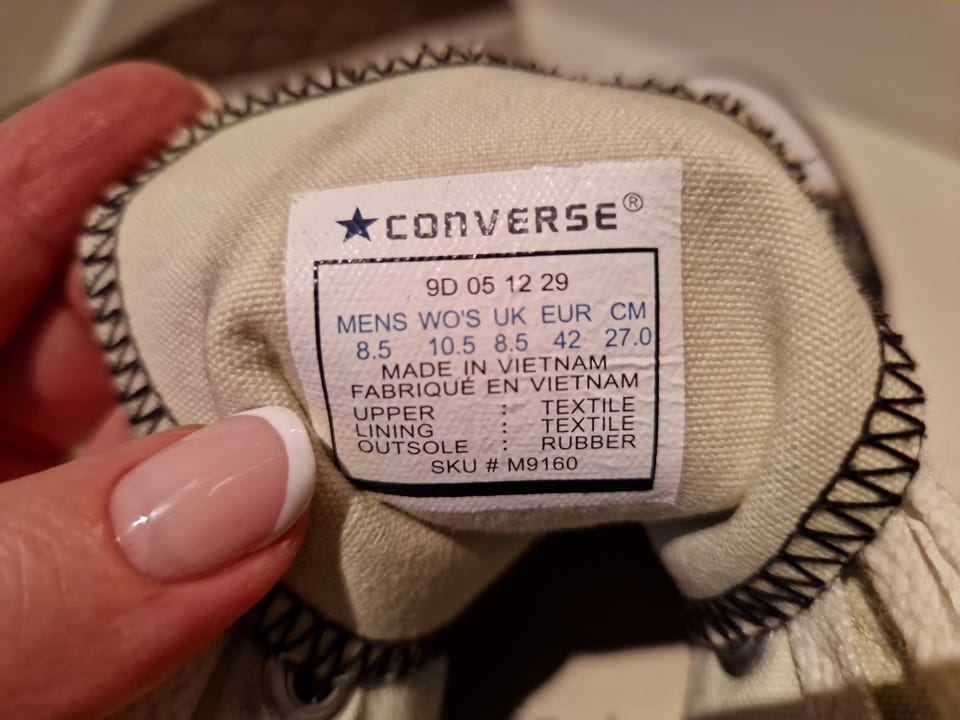 CONVERSE®
9D 05 12 29
MENS WO'S UK EUR CM
8.5 10.5 8.5 42 27.0
MADE IN VIETNAM
FABRIQUÉ EN VIETNAM
UPPER : TEXTILE
LINING : TEXTILE
OUTSOLE : RUBBER
SKU # M9160